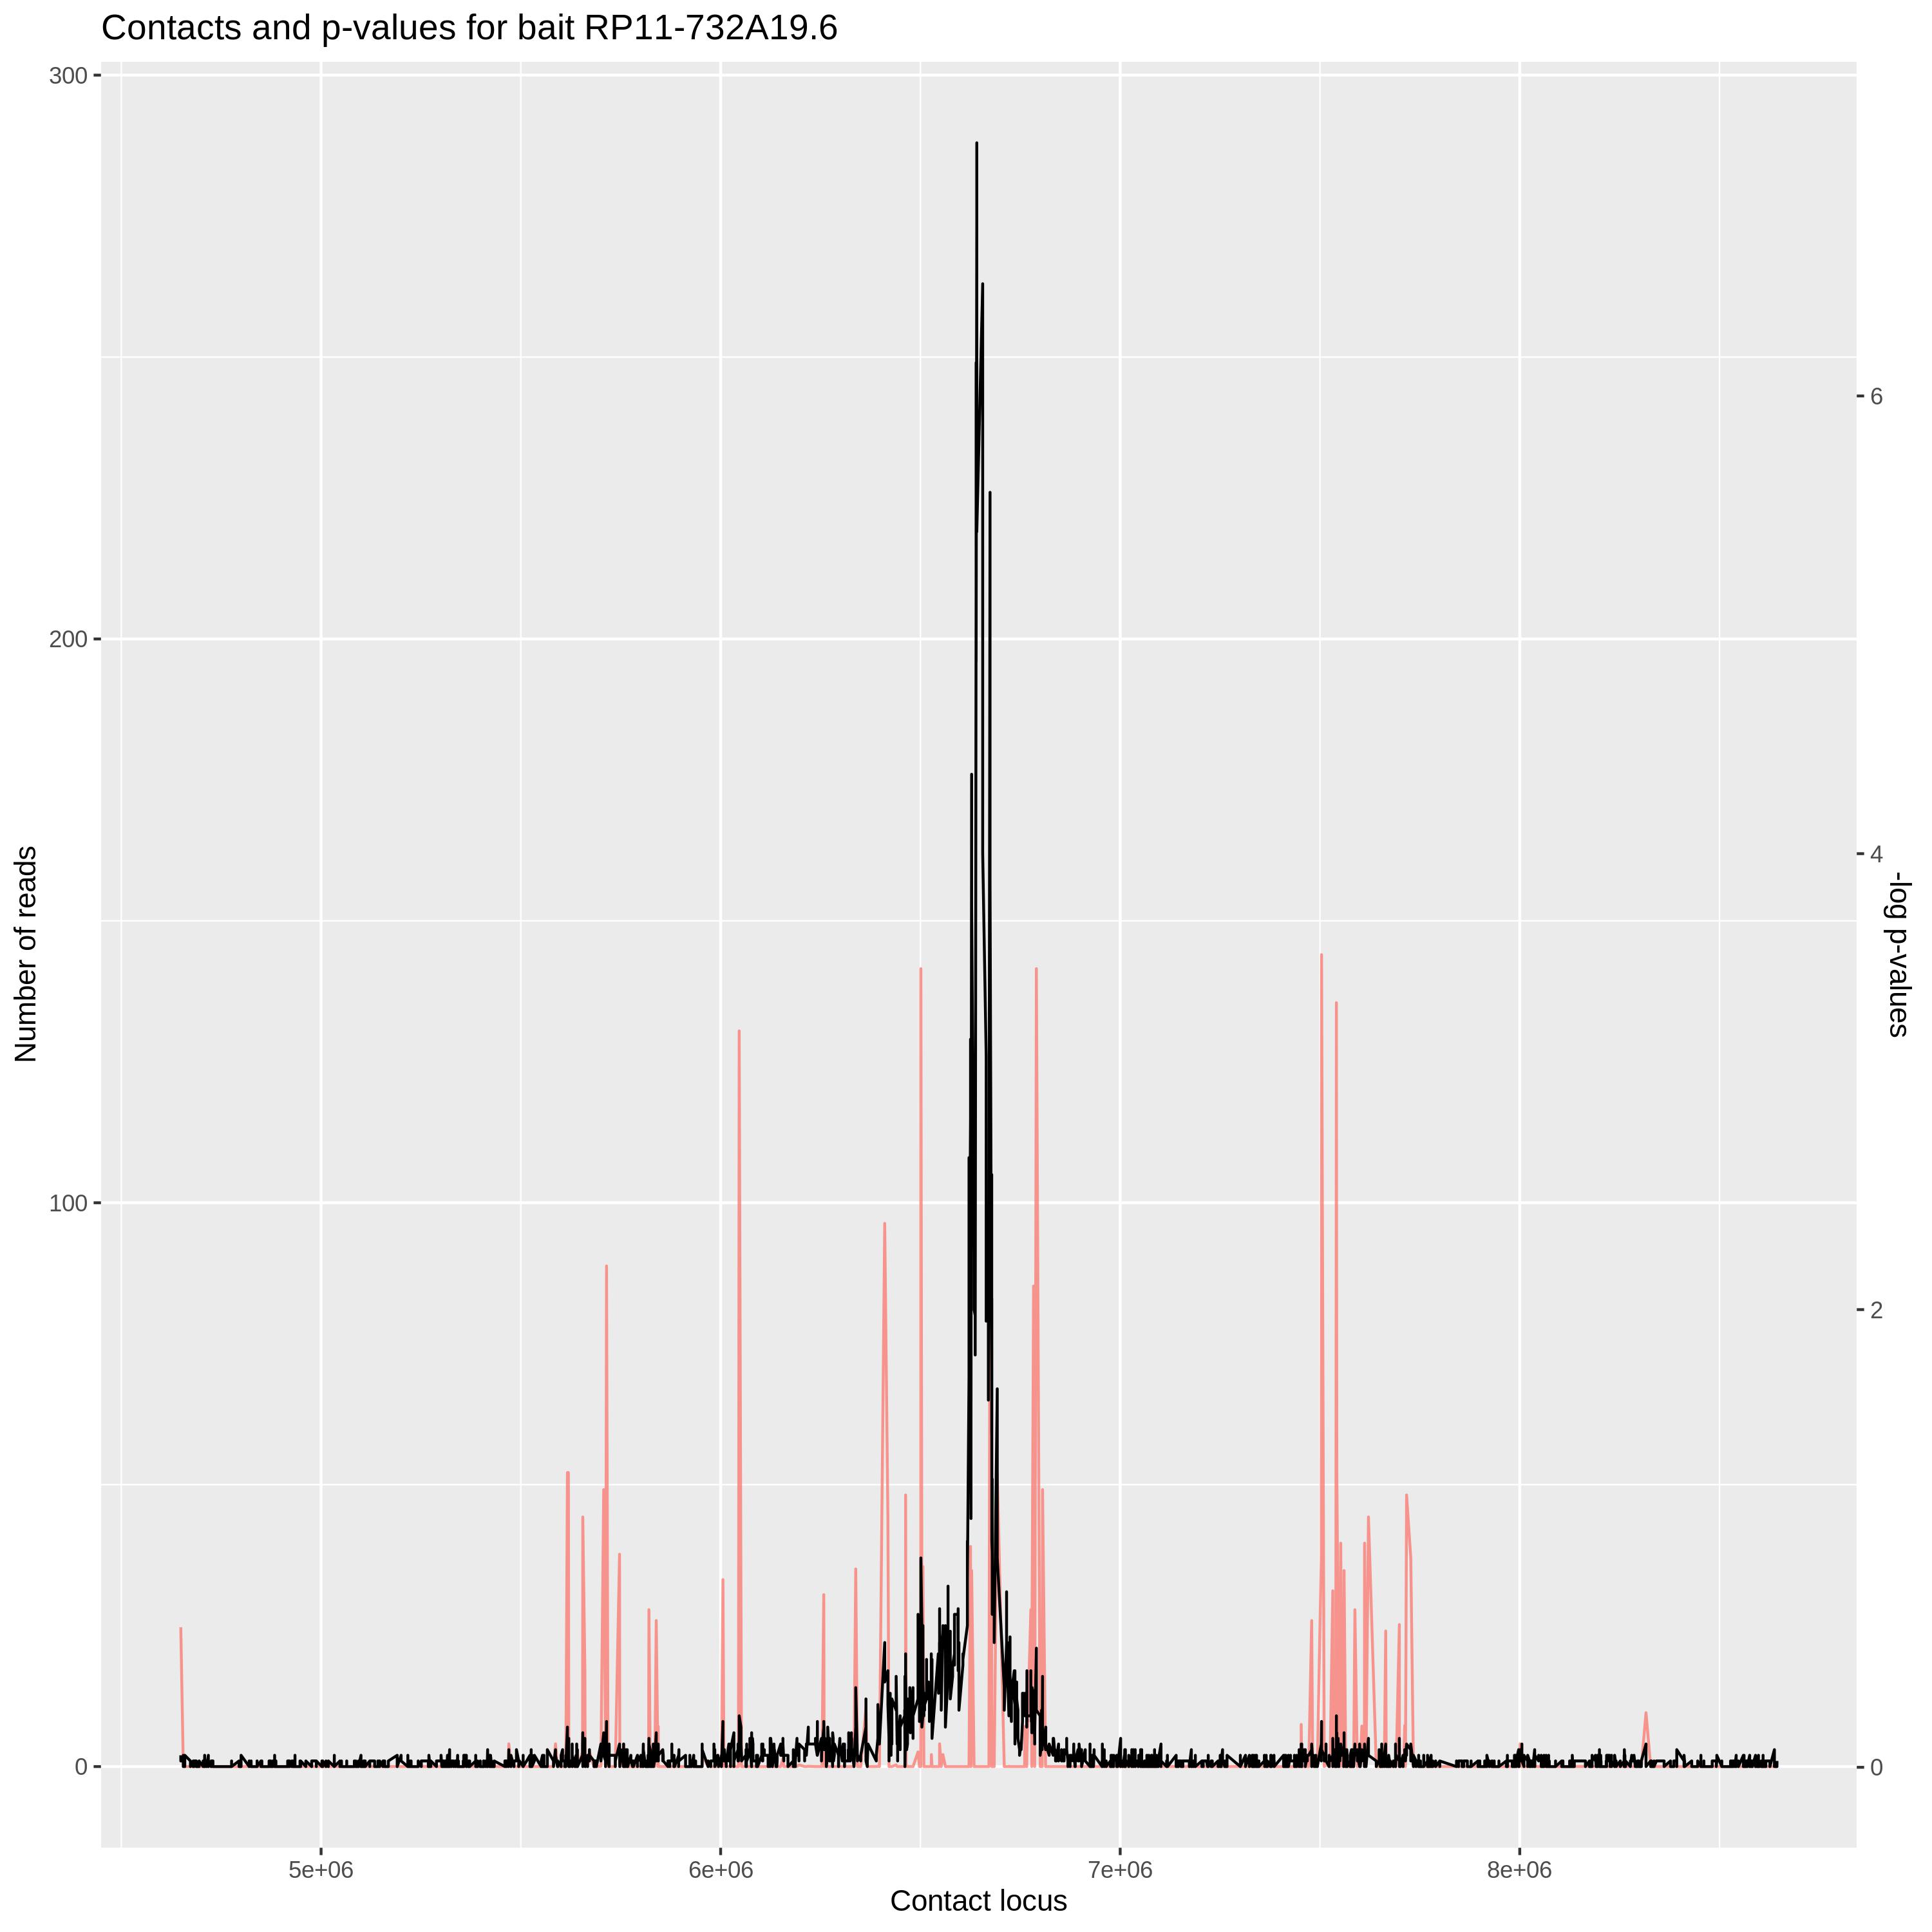 Contacts and p-values for bait RP11-732A19.6
300
200
100
0
Number of reads
6
4
2
0
-log p-values
5e+06 6e+06 7e+06 8e+06
Contact locus